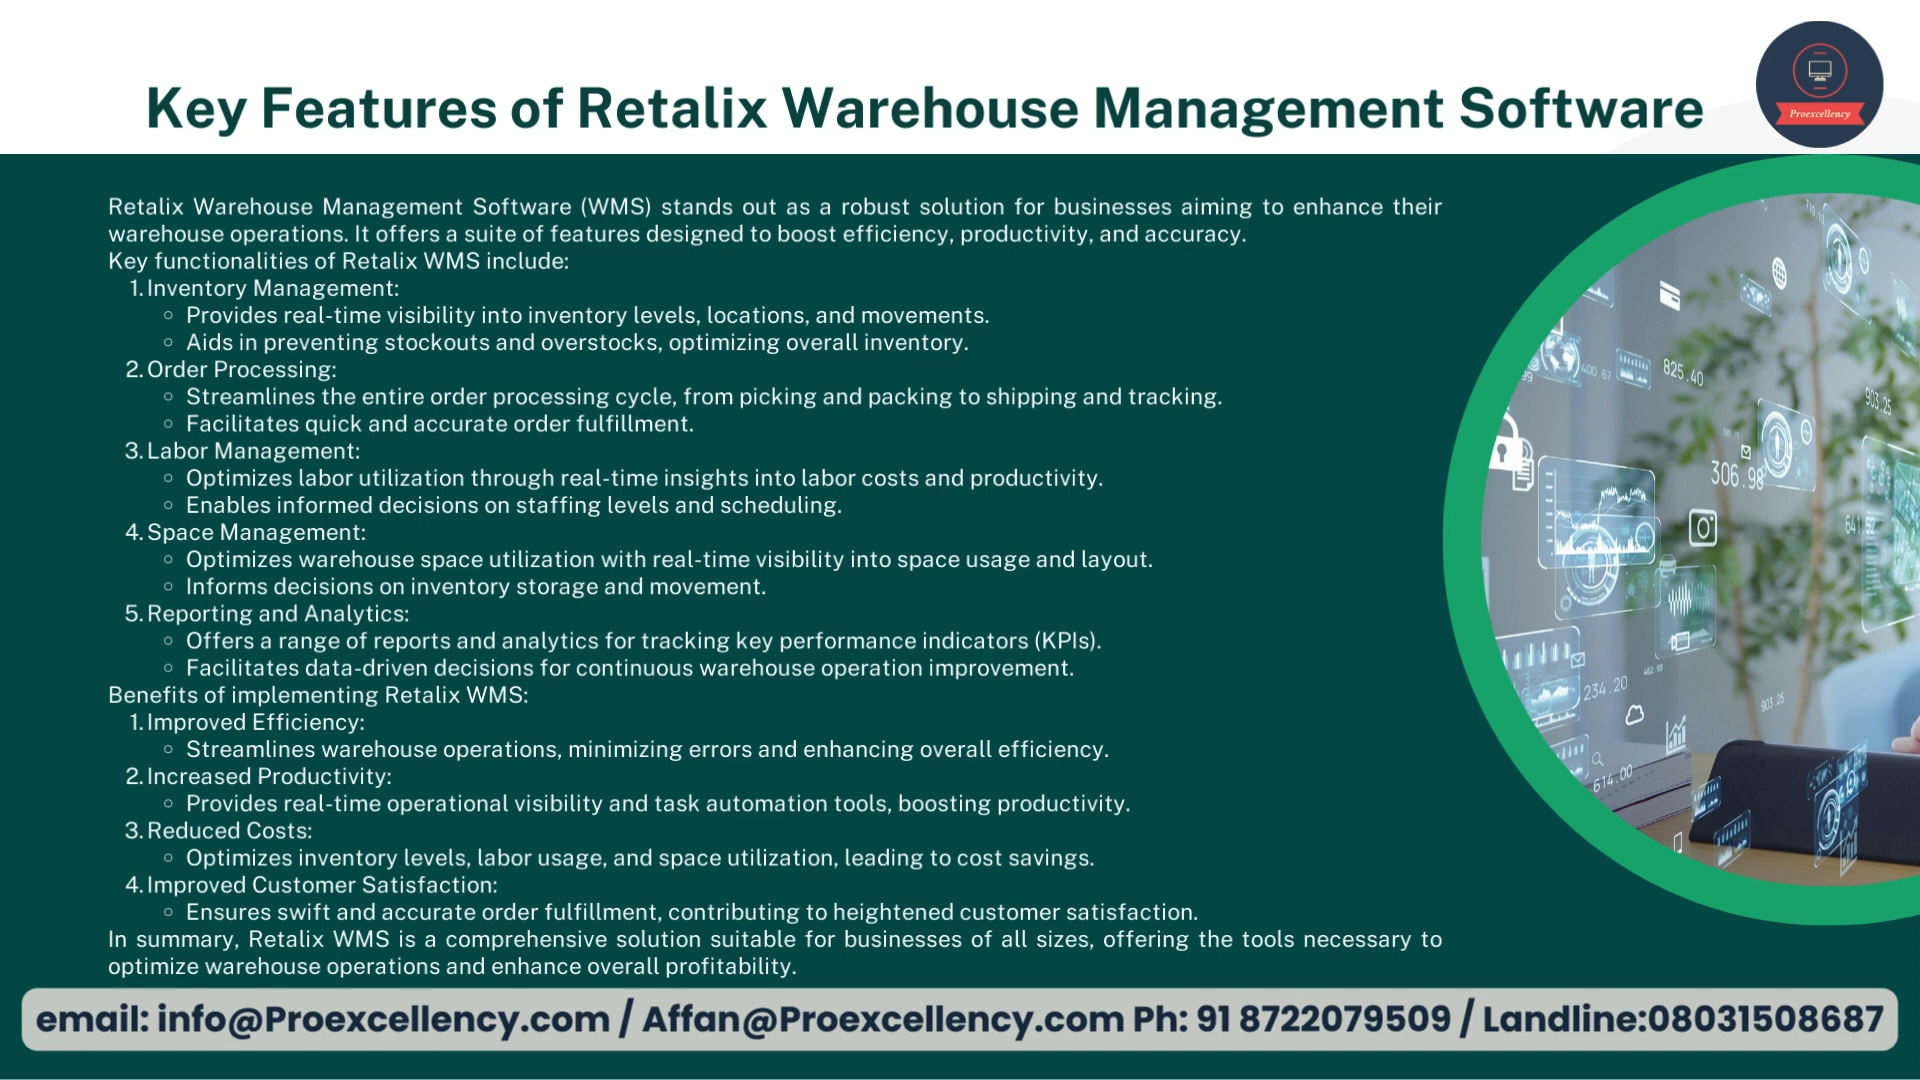 Key Features of Retalix Warehouse Management Software
Proexcellency
Retalix Warehouse Management Software (WMS) stands out as a robust solution for businesses aiming to enhance their
warehouse operations. It offers a suite of features designed to boost efficiency, productivity, and accuracy.
Key functionalities of Retalix WMS include:
1. Inventory Management:
○ Provides real-time visibility into inventory levels, locations, and movements.
○ Aids in preventing stockouts and overstocks, optimizing overall inventory.
2. Order Processing:
○ Streamlines the entire order processing cycle, from picking and packing to shipping and tracking.
○ Facilitates quick and accurate order fulfillment.
3. Labor Management:
○ Optimizes labor utilization through real-time insights into labor costs and productivity.
○ Enables informed decisions on staffing levels and scheduling.
4. Space Management:
○ Optimizes warehouse space utilization with real-time visibility into space usage and layout.
○ Informs decisions on inventory storage and movement.
5. Reporting and Analytics:
○ Offers a range of reports and analytics for tracking key performance indicators (KPIs).
○ Facilitates data-driven decisions for continuous warehouse operation improvement.
Benefits of implementing Retalix WMS:
1. Improved Efficiency:
○ Streamlines warehouse operations, minimizing errors and enhancing overall efficiency.
2. Increased Productivity:
○ Provides real-time operational visibility and task automation tools, boosting productivity.
3. Reduced Costs:
○ Optimizes inventory levels, labor usage, and space utilization, leading to cost savings.
4. Improved Customer Satisfaction:
○ Ensures swift and accurate order fulfillment, contributing to heightened customer satisfaction.
In summary, Retalix WMS is a comprehensive solution suitable for businesses of all sizes, offering the tools necessary to
optimize warehouse operations and enhance overall profitability.
825.40
903.25
306.98
234.20
903 25
614.00
email: info@Proexcellency.com / Affan@Proexcellency.com Ph: 91 8722079509 / Landline:08031508687